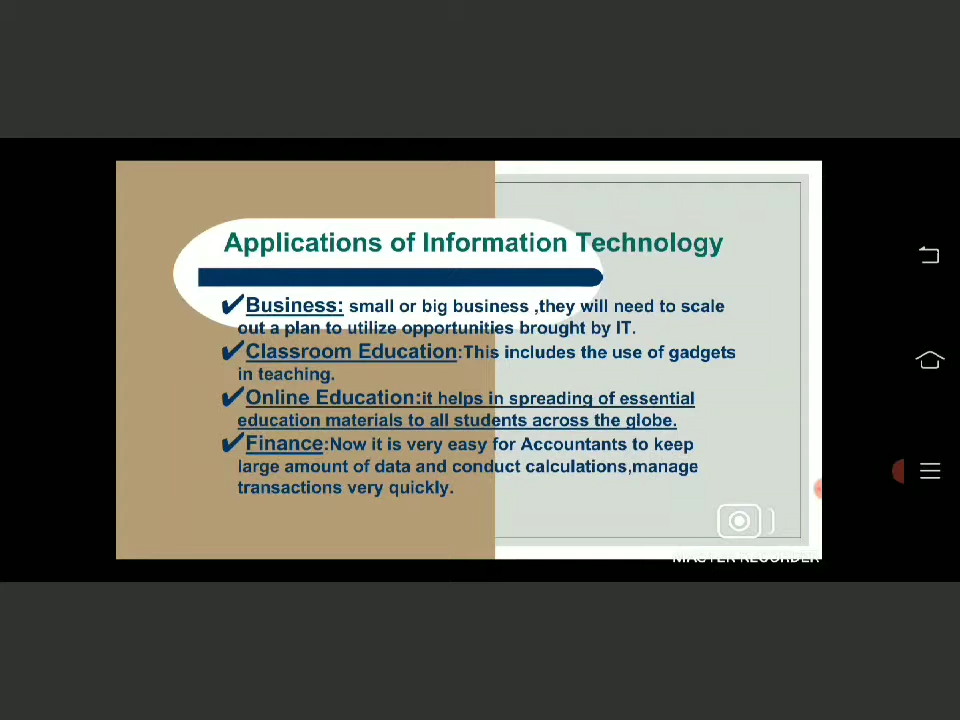 Applications of Information Technology
✔Business: small or big business ,they will need to scale
out a plan to utilize opportunities brought by IT.
✔Classroom Education:This includes the use of gadgets
in teaching.
✔Online Education:it helps in spreading of essential
education materials to all students across the globe.
✔Finance:Now it is very easy for Accountants to keep
large amount of data and conduct calculations,manage
transactions very quickly.
MASTER RECORDER